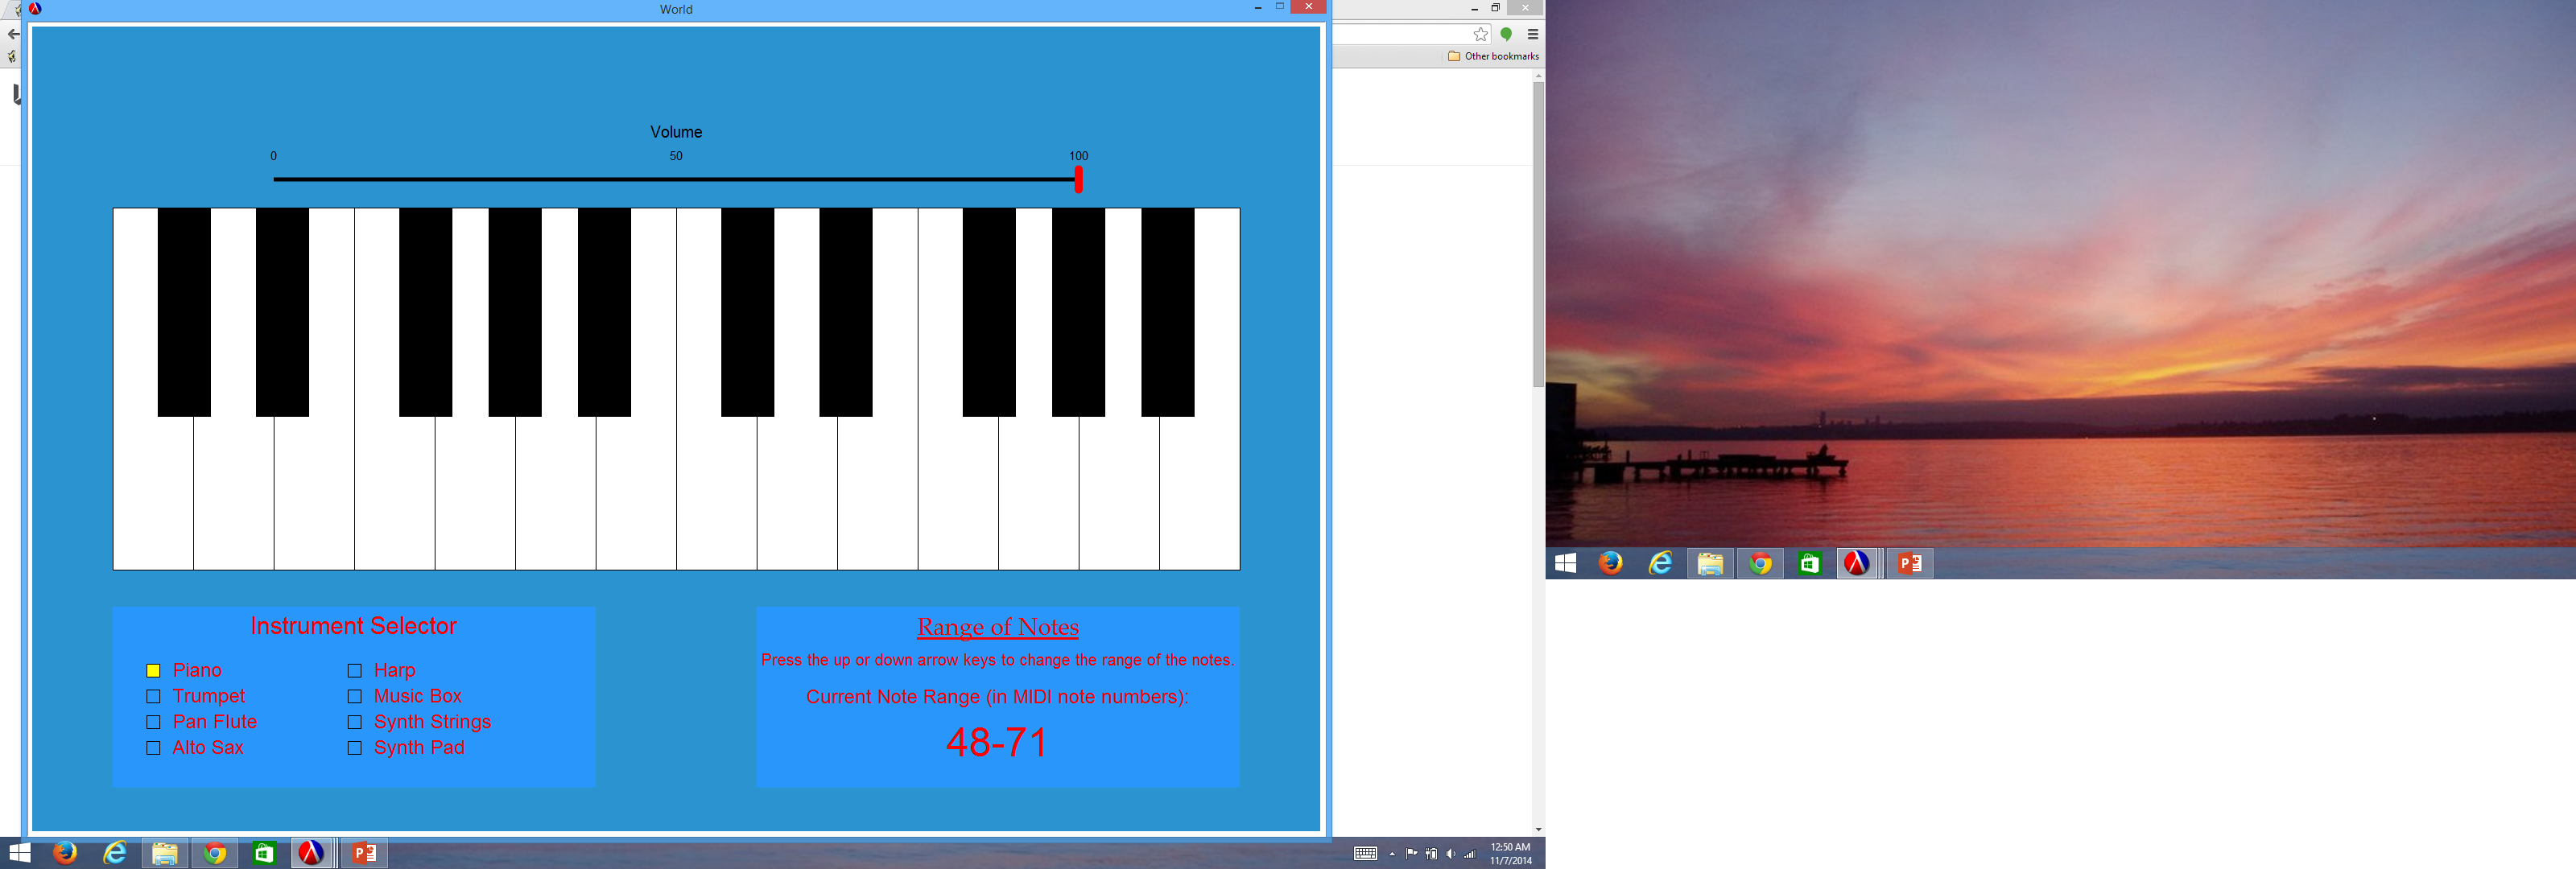 World
Other bookmarks
Volume
0 50 100
Instrument Selector
Piano Harp
Trumpet Music Box
Pan Flute Synth Strings
Alto Sax Synth Pad
Range of Notes
Press the up or down arrow keys to change the range of the notes.
Current Note Range (in MIDI note numbers):
48-71
12:50 AM
11/7/2014